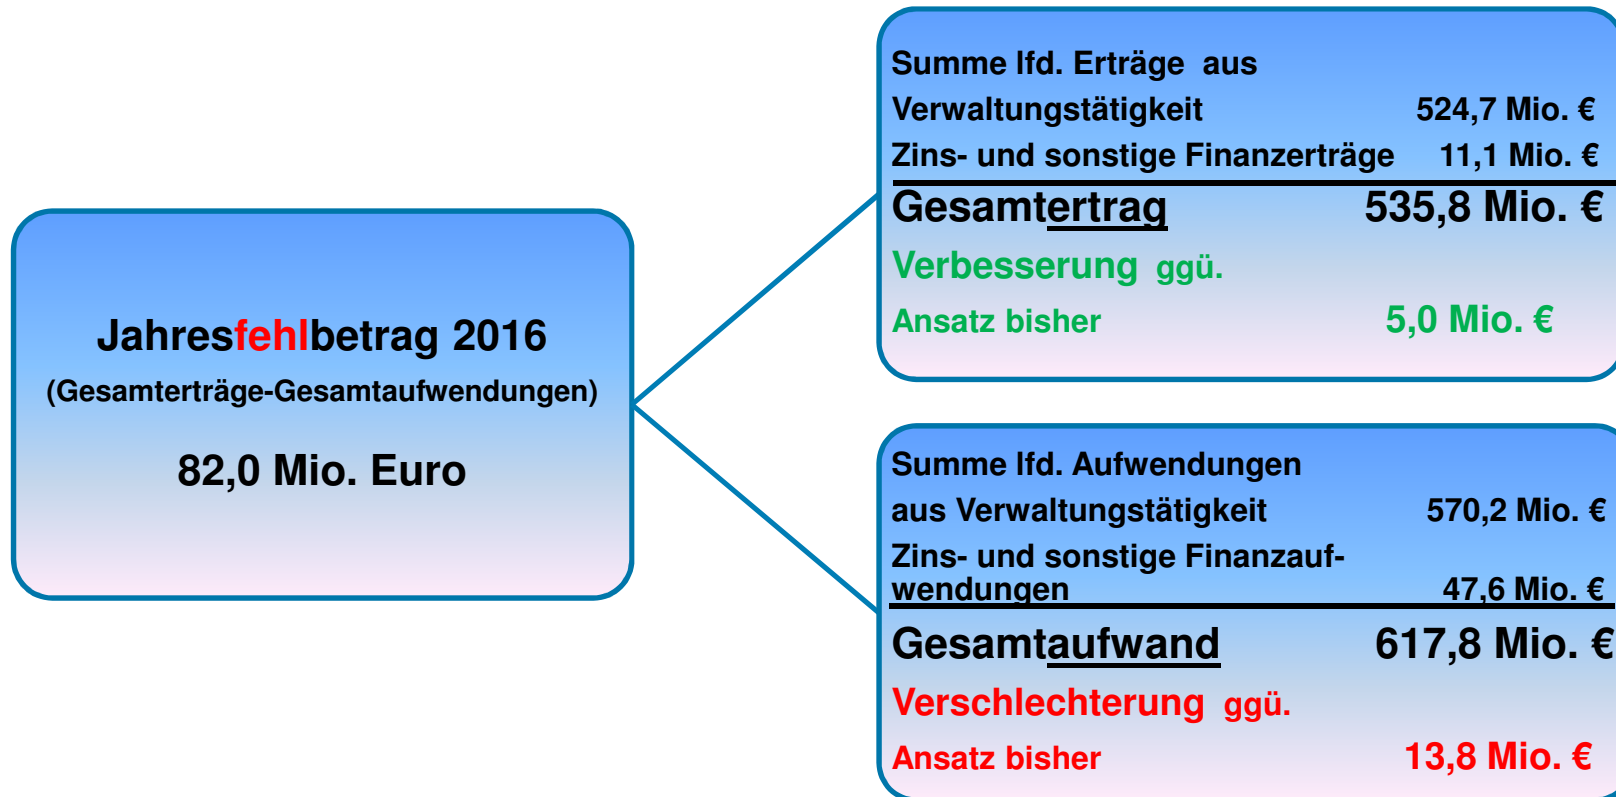 Jahresfehlbetrag 2016
(Gesamterträge-Gesamtaufwendungen)
82,0 Mio. Euro
Summe lfd. Erträge aus
Verwaltungstätigkeit 524,7 Mio. €
Zins- und sonstige Finanzerträge 11,1 Mio. €
Gesamtertrag 535,8 Mio. €
Verbesserung ggü.
Ansatz bisher 5,0 Mio. €
Summe lfd. Aufwendungen
aus Verwaltungstätigkeit 570,2 Mio. €
Zins- und sonstige Finanzauf-
wendungen 47,6 Mio. €
Gesamtaufwand 617,8 Mio. €
Verschlechterung ggü.
Ansatz bisher 13,8 Mio. €